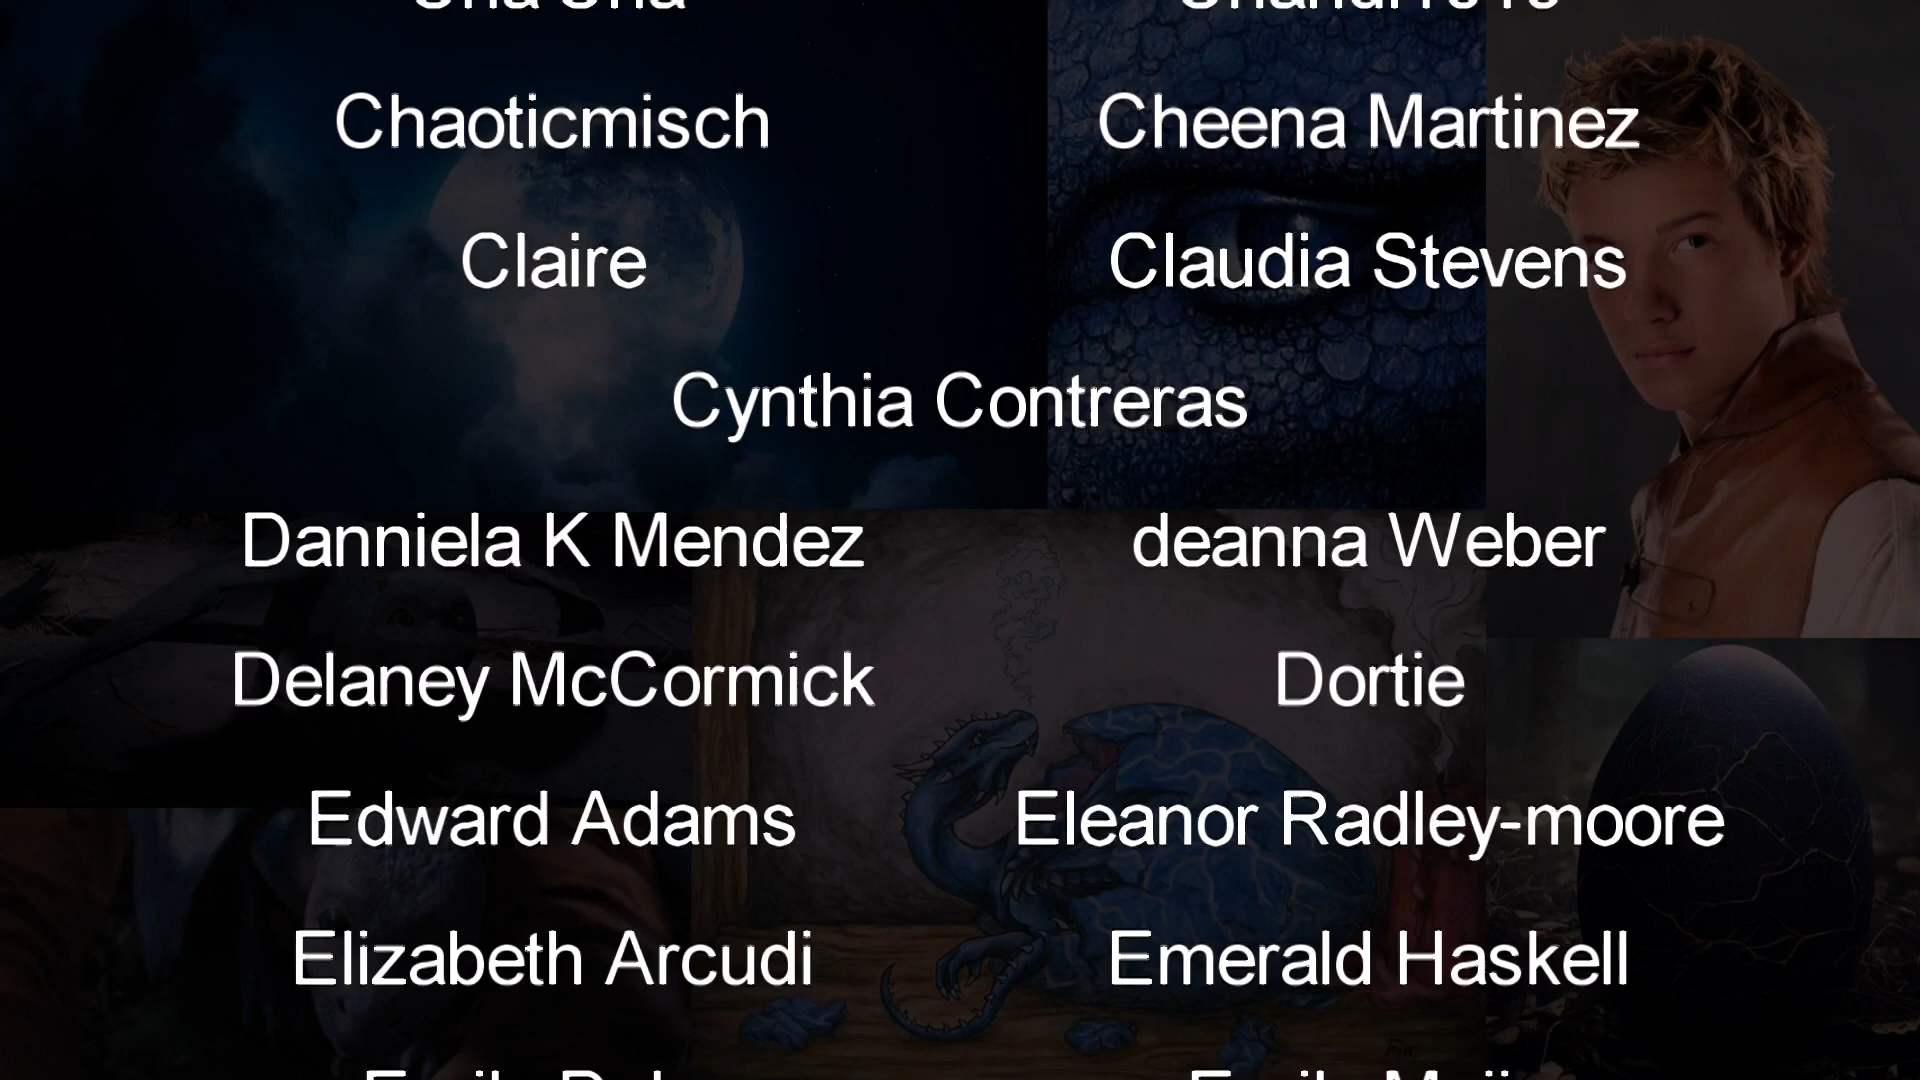 Chaoticmisch Cheena Martinez
Claire Claudia Stevens
Cynthia Contreras
Danniela K Mendez deanna Weber
Delaney McCormick Dortie
Edward Adams Eleanor Radley-moore
Elizabeth Arcudi Emerald Haskell